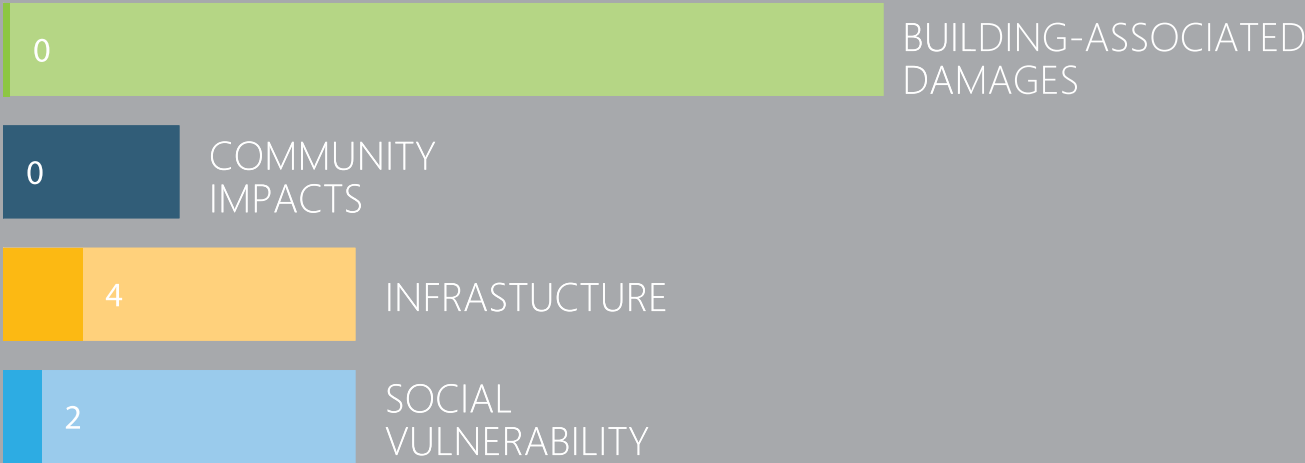 0
BUILDING-ASSOCIATED
DAMAGES
0
COMMUNITY
IMPACTS
4
INFRASTUCTURE
2
SOCIAL
VULNERABILITY